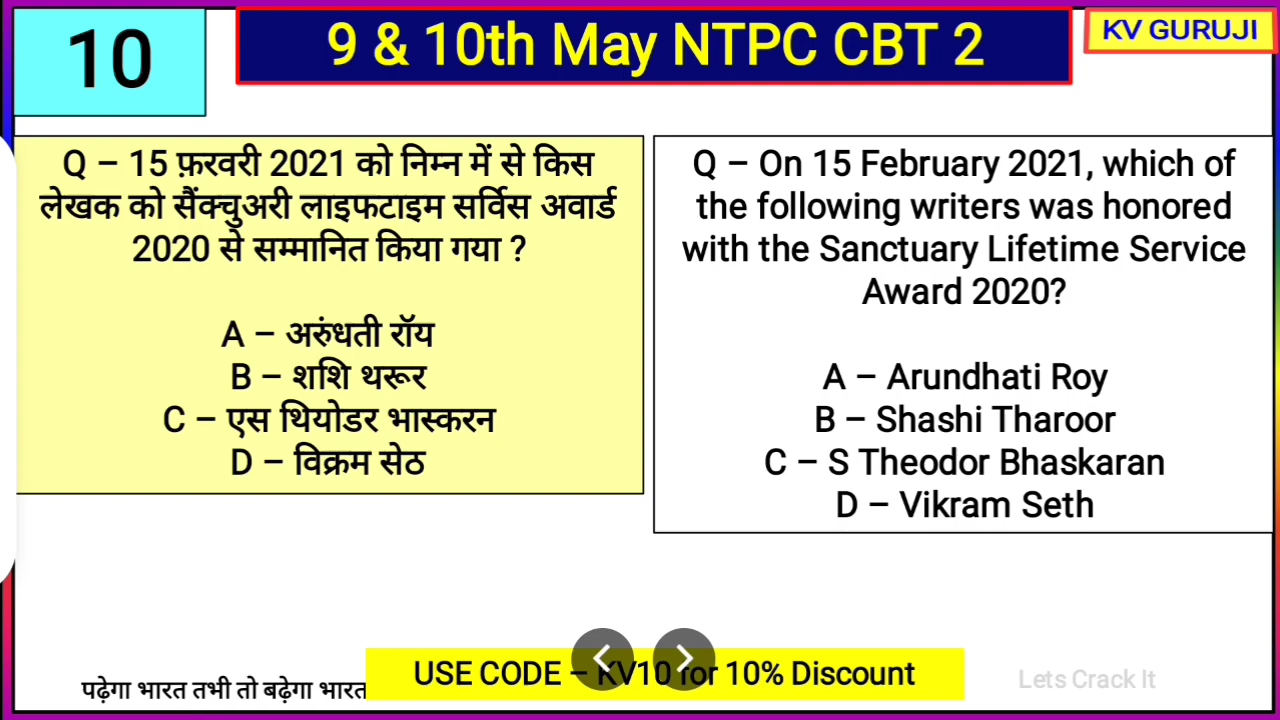 10
9 & 10th May NTPC CBT 2
KV GURUJI
Q – 15 फ़रवरी 2021 को निम्न में से किस
लेखक को सैंक्चुअरी लाइफटाइम सर्विस अवार्ड
2020 से सम्मानित किया गया ?
A – अरुंधती रॉय
B – शशि थरूर
C – एस थियोडर भास्करन
D – विक्रम सेठ
Q – On 15 February 2021, which of
the following writers was honored
with the Sanctuary Lifetime Service
Award 2020?
A – Arundhati Roy
B – Shashi Tharoor
C – S Theodor Bhaskaran
D – Vikram Seth
पढ़ेगा भारत तभी तो बढ़ेगा भारत
USE CODE – KV10 for 10% Discount
Lets Crack It